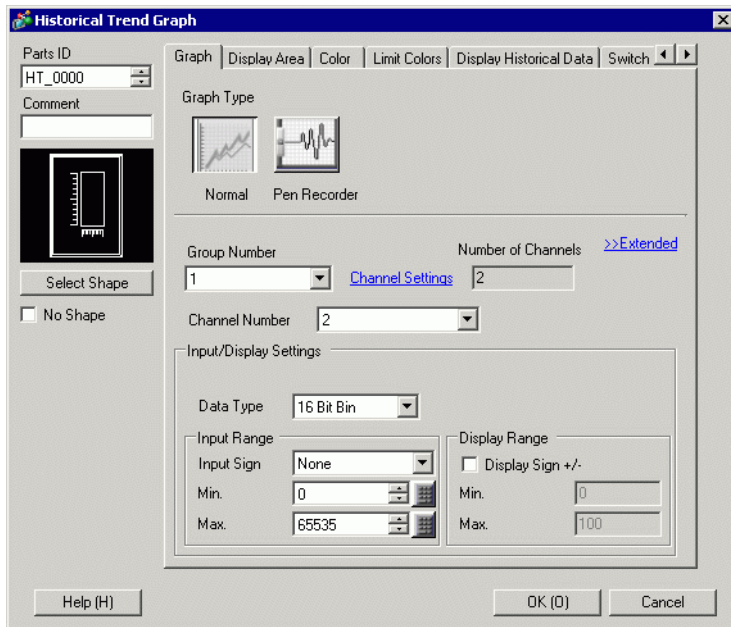 Historical Trend Graph
Parts ID
HT_0000
Comment
Select Shape
No Shape
Graph
Display Area
Color
Limit Colors
Display Historical Data
Switch
Graph Type
Normal
Pen Recorder
Group Number
1
Channel Settings
Number of Channels
2
>>Extended
Channel Number
2
Input/Display Settings
Data Type
16 Bit Bin
Input Range
Input Sign
None
Min.
0
Max.
65535
Display Range
Display Sign +/-
Min.
0
Max.
100
Help (H)
OK (O)
Cancel